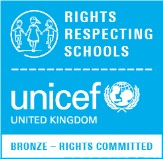 RIGHTS
RESPECTING
SCHOOLS
unicef
UNITED KINGDOM
BRONZE – RIGHTS COMMITTED